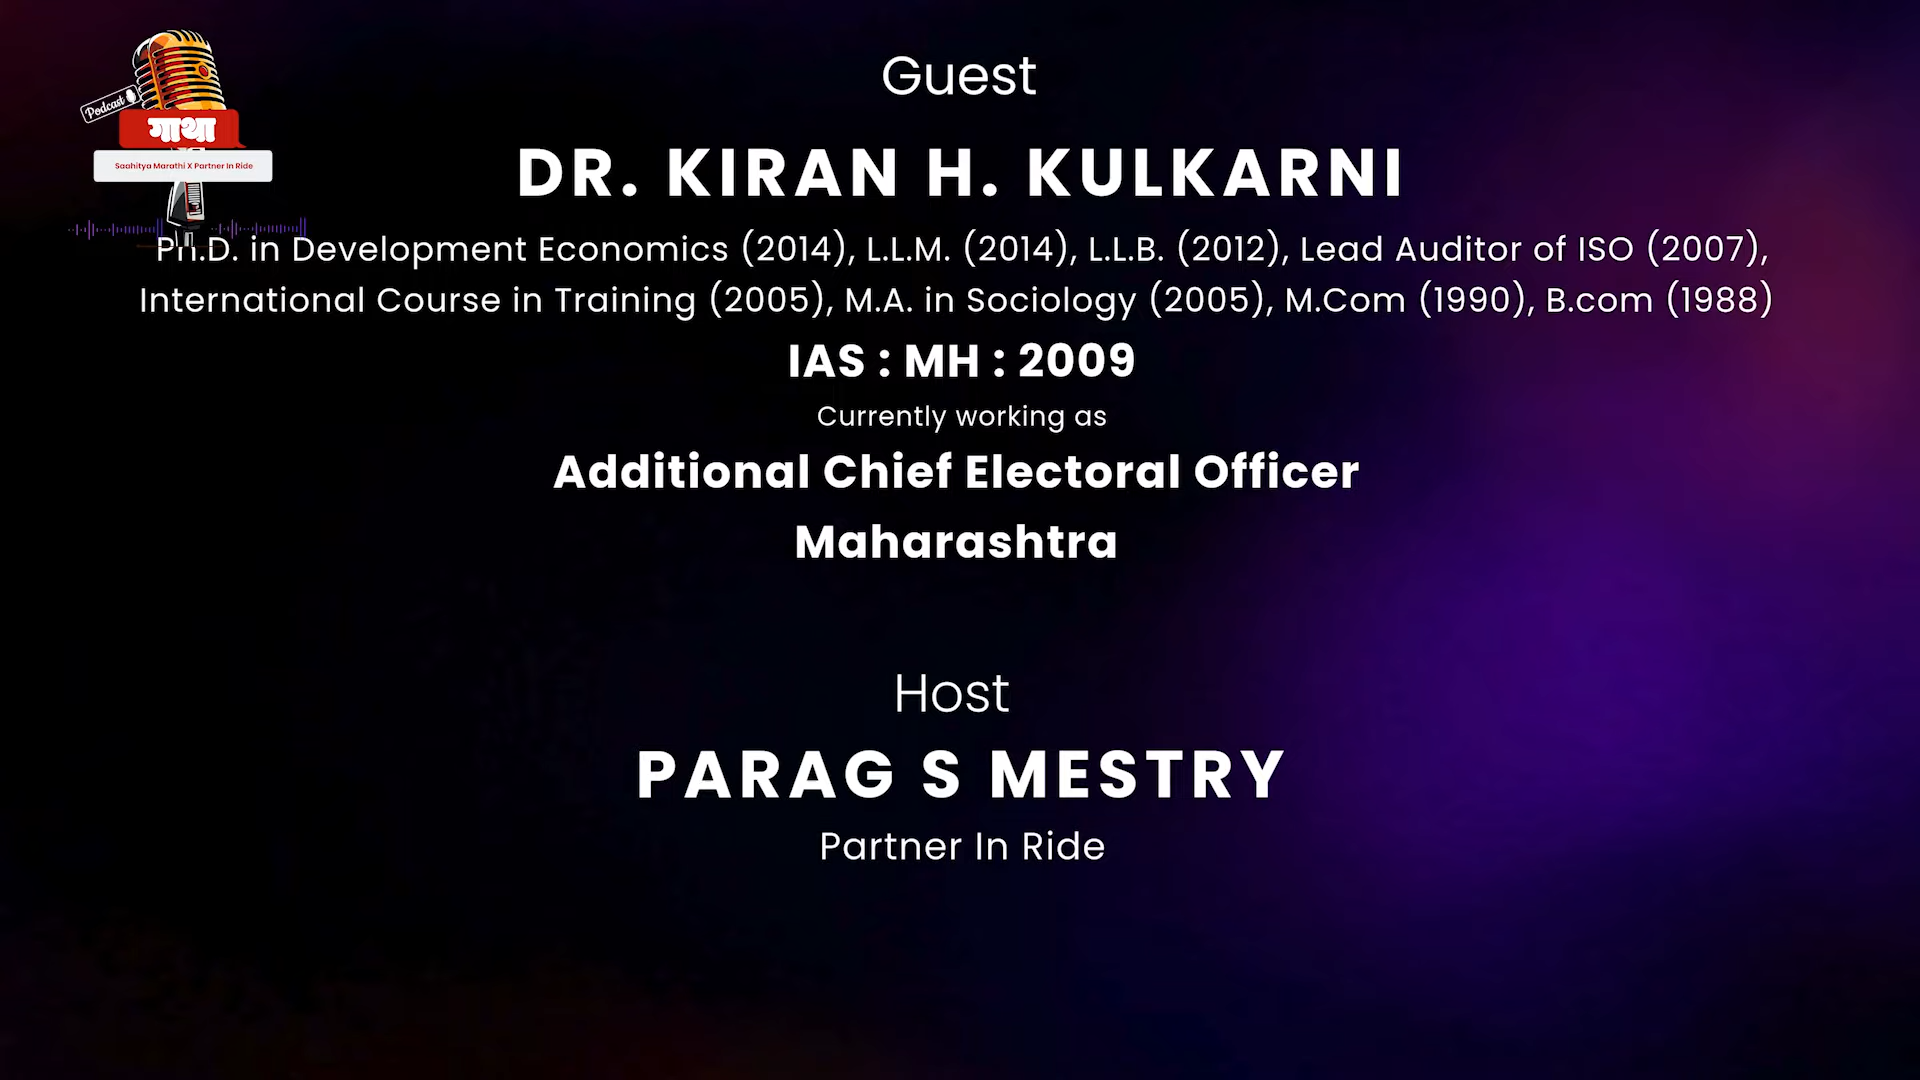 Podcast
गाथा
Saahitya Marathi X Partner In Ride
Guest
DR. KIRAN H. KULKARNI
Ph.D. in Development Economics (2014), L.L.M. (2014), L.L.B. (2012), Lead Auditor of ISO (2007),
International Course in Training (2005), M.A. in Sociology (2005), M.Com (1990), B.com (1988)
IAS : MH : 2009
Currently working as
Additional Chief Electoral Officer
Maharashtra
Host
PARAG S MESTRY
Partner In Ride